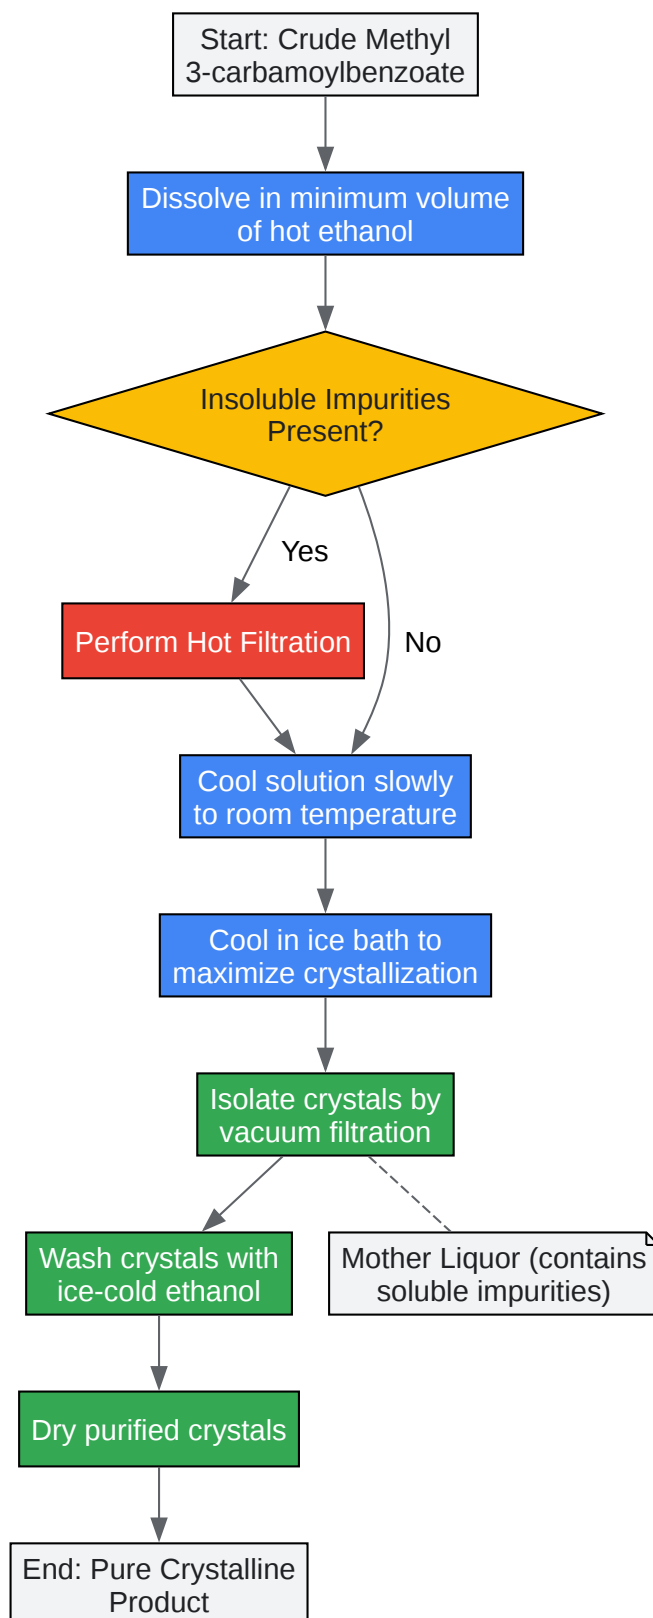 Start: Crude Methyl
3-carbamoylbenzoate
Dissolve in minimum volume
of hot ethanol
Insoluble Impurities
Present?
Yes
Perform Hot Filtration
No
Cool solution slowly
to room temperature
Cool in ice bath to
maximize crystallization
Isolate crystals by
vacuum filtration
Wash crystals with
ice-cold ethanol
Mother Liquor (contains
soluble impurities)
Dry purified crystals
End: Pure Crystalline
Product